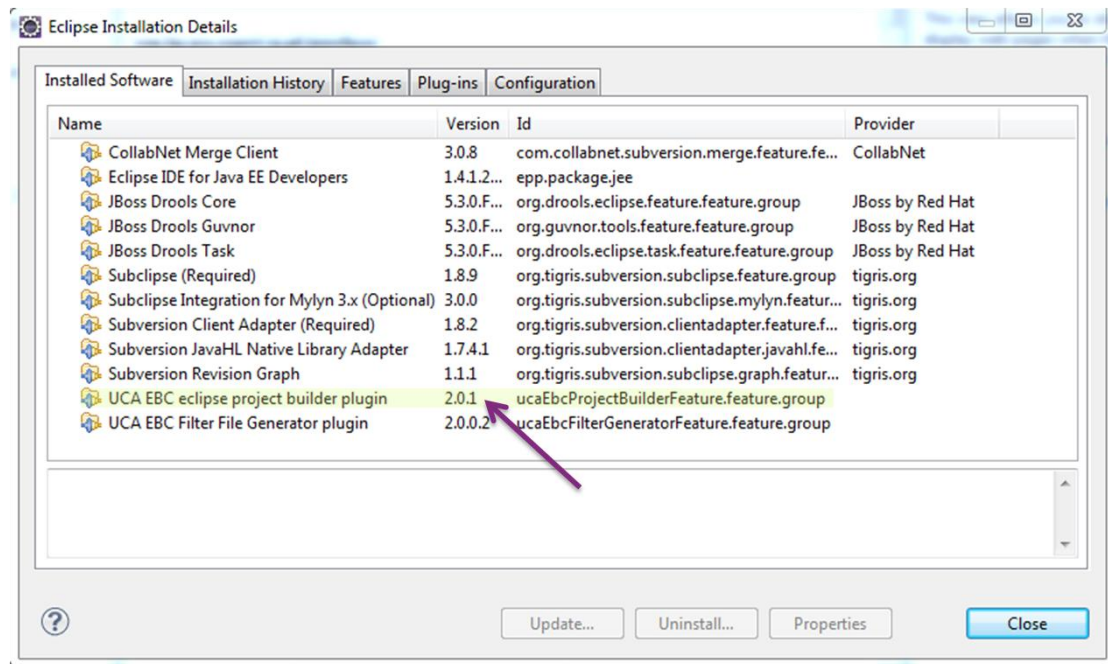 Eclipse Installation Details
Installed Software Installation History Features Plug-ins Configuration
Name Version Id Provider
CollabNet Merge Client 3.0.8 com.collabnet.subversion.merge.feature.fe... CollabNet
Eclipse IDE for Java EE Developers 1.4.1.2... epp.package.jee
JBoss Drools Core 5.3.0.F... org.drools.eclipse.feature.feature.group JBoss by Red Hat
JBoss Drools Guvnor 5.3.0.F... org.guvnor.tools.feature.feature.group JBoss by Red Hat
JBoss Drools Task 5.3.0.F... org.drools.eclipse.task.feature.feature.group JBoss by Red Hat
Subclipse (Required) 1.8.9 org.tigris.subversion.subclipse.feature.group tigris.org
Subclipse Integration for Mylyn 3.x (Optional) 3.0.0 org.tigris.subversion.subclipse.mylyn.featur... tigris.org
Subversion Client Adapter (Required) 1.8.2 org.tigris.subversion.clientadapter.feature.f... tigris.org
Subversion JavaHL Native Library Adapter 1.7.4.1 org.tigris.subversion.clientadapter.javahl.fe... tigris.org
Subversion Revision Graph 1.1.1 org.tigris.subversion.subclipse.graph.featur... tigris.org
UCA EBC eclipse project builder plugin 2.0.1 ucaEbcProjectBuilderFeature.feature.group
UCA EBC Filter File Generator plugin 2.0.0.2 ucaEbcFilterGeneratorFeature.feature.group
Update... Uninstall... Properties Close